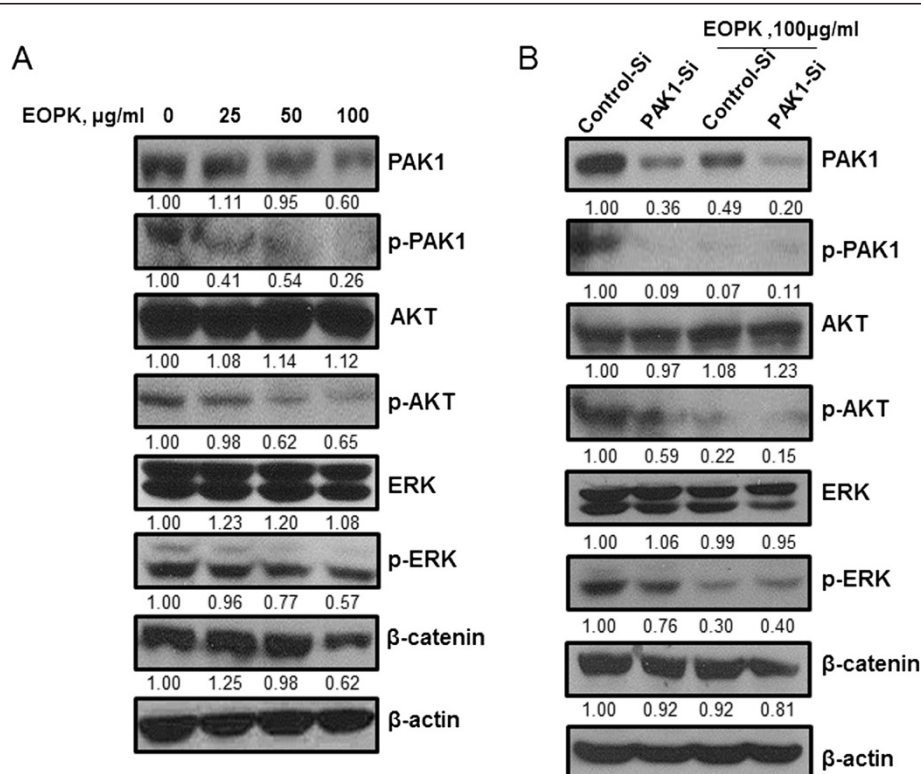 A
EOPK, µg/ml 0 25 50 100
PAK1
1.00 1.11 0.95 0.60
p-PAK1
1.00 0.41 0.54 0.26
AKT
1.00 1.08 1.14 1.12
p-AKT
1.00 0.98 0.62 0.65
ERK
1.00 1.23 1.20 1.08
p-ERK
1.00 0.96 0.77 0.57
β-catenin
1.00 1.25 0.98 0.62
β-actin
B
EOPK ,100µg/ml
Control-Si PAK1-Si Control-Si PAK1-Si
PAK1
1.00 0.36 0.49 0.20
p-PAK1
1.00 0.09 0.07 0.11
AKT
1.00 0.97 1.08 1.23
p-AKT
1.00 0.59 0.22 0.15
ERK
1.00 1.06 0.99 0.95
p-ERK
1.00 0.76 0.30 0.40
β-catenin
1.00 0.92 0.92 0.81
β-actin